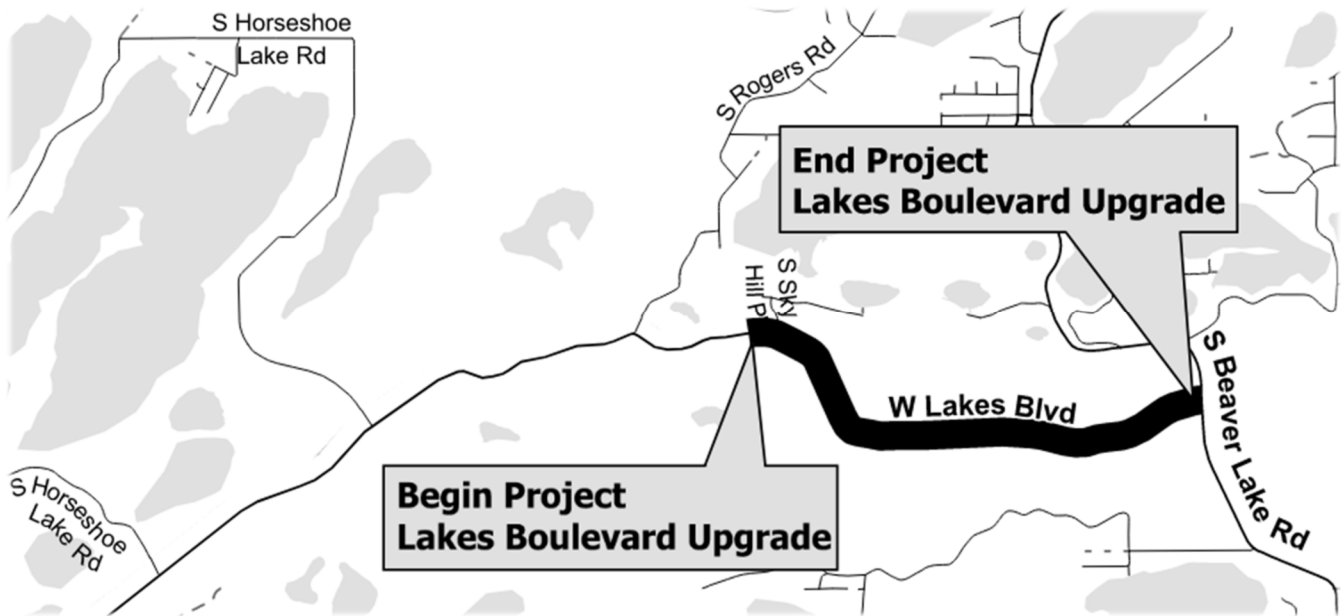 S Horseshoe
Lake Rd
S Rogers Rd
End Project
Lakes Boulevard Upgrade
S Sky
Hill Pl
W Lakes Blvd
S Beaver Lake Rd
Begin Project
Lakes Boulevard Upgrade
S Horseshoe
Lake Rd